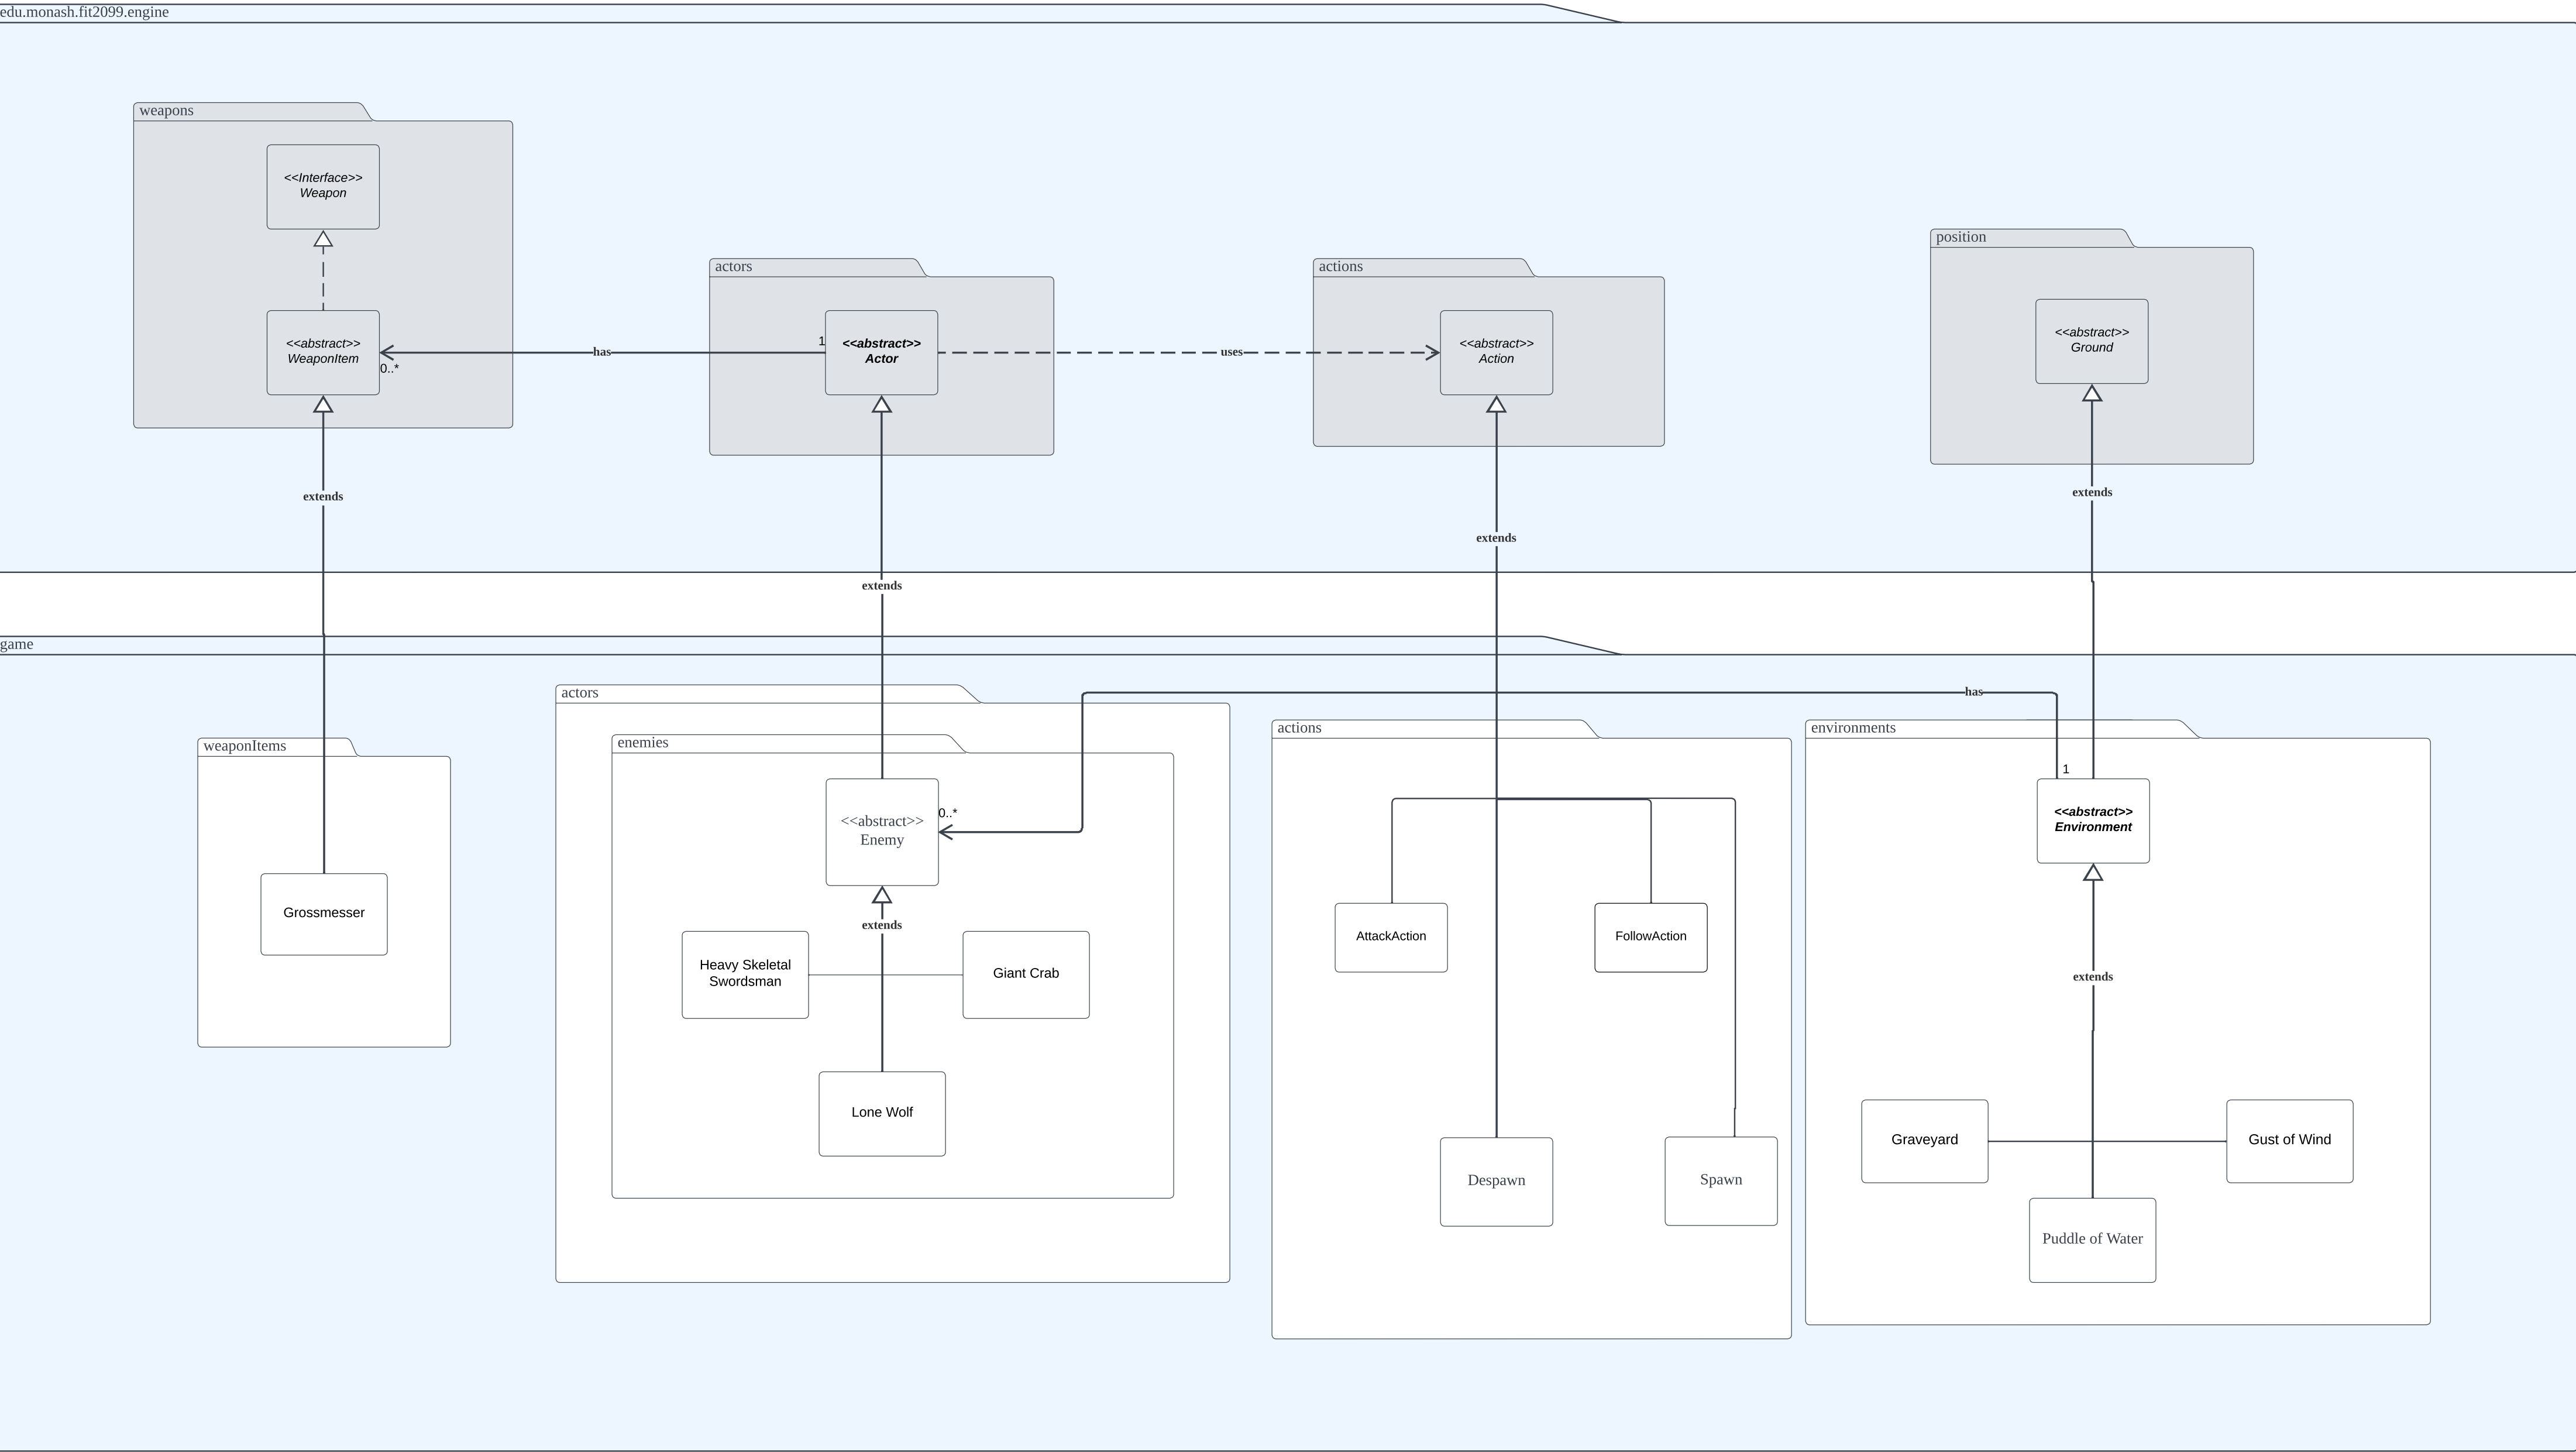 edu.monash.fit2099.engine
weapons
<<Interface>>
Weapon
position
actors
actions
<<abstract>>
Ground
<<abstract>>
WeaponItem
0..*
has
1
<<abstract>>
Actor
uses
<<abstract>>
Action
extends
extends
extends
extends
game
actors
has
weaponItems
enemies
actions
environments
1
<<abstract>>
Enemy
0..*
<<abstract>>
Environment
Grossmesser
extends
AttackAction
FollowAction
Heavy Skeletal
Swordsman
Giant Crab
extends
Lone Wolf
Graveyard
Gust of Wind
Despawn
Spawn
Puddle of Water